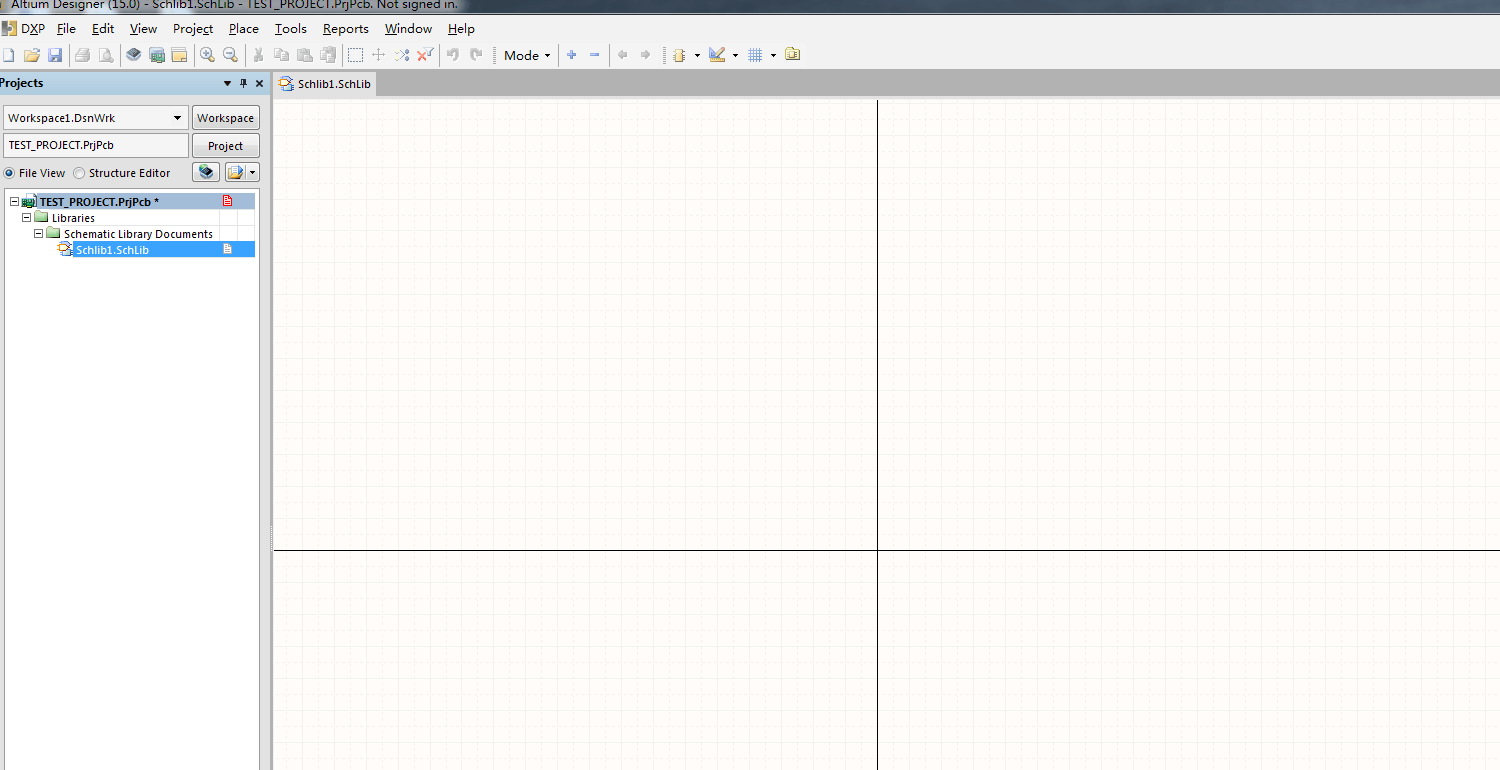 Altium Designer (15.0) - Schlib1.SchLib - TEST_PROJECT.PrjPcb. Not signed in.
DXP File Edit View Project Place Tools Reports Window Help
Mode
Projects
Schlib1.SchLib
Workspace1.DsnWrk Workspace
TEST_PROJECT.PrjPcb Project
File View Structure Editor
TEST_PROJECT.PrjPcb *
Libraries
Schematic Library Documents
Schlib1.SchLib